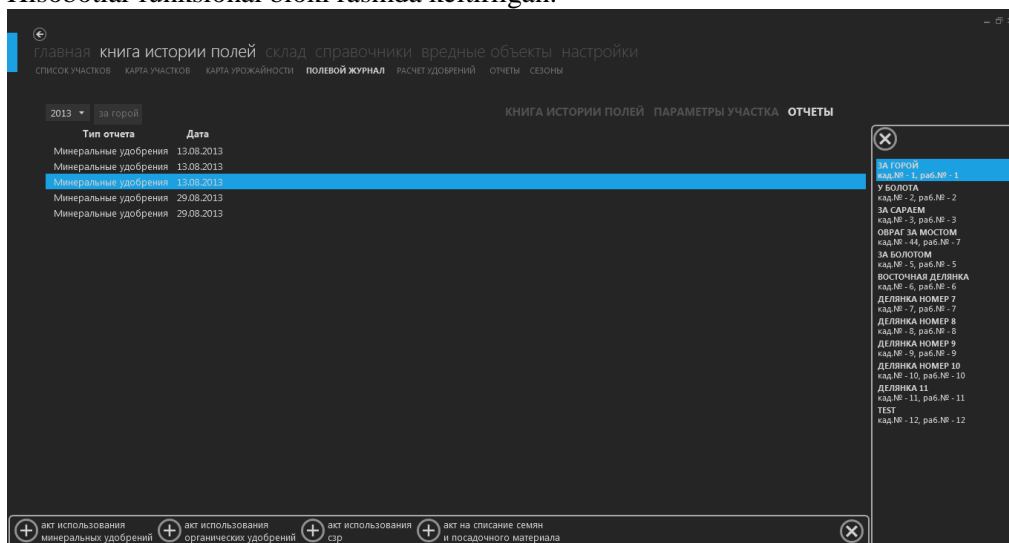 Hisobotlar funksional bloki rasmda keltirilgan.
главная книга истории полей склад справочники вредные объекты настройки
СПИСОК УЧАСТКОВ КАРТА УЧАСТКОВ КАРТА УРОЖАЙНОСТИ ПОЛЕВОЙ ЖУРНАЛ РАСЧЕТ УДОБРЕНИЙ ОТЧЕТЫ СЕЗОНЫ
2013 за горой
КНИГА ИСТОРИИ ПОЛЕЙ ПАРАМЕТРЫ УЧАСТКА ОТЧЕТЫ
Тип отчета Дата
Минеральные удобрения 13.08.2013
Минеральные удобрения 13.08.2013
Минеральные удобрения 13.08.2013
Минеральные удобрения 29.08.2013
Минеральные удобрения 29.08.2013
ЗА ГОРОЙ
кад.№ - 1, раб.№ - 1
У БОЛОТА
кад.№ - 2, раб.№ - 2
ЗА САРАЕМ
кад.№ - 3, раб.№ - 3
ОВРАГ ЗА МОСТОМ
кад.№ - 44, раб.№ - 7
ЗА БОЛОТОМ
кад.№ - 5, раб.№ - 5
ВОСТОЧНАЯ ДЕЛЯНКА
кад.№ - 6, раб.№ - 6
ДЕЛЯНКА НОМЕР 7
кад.№ - 7, раб.№ - 7
ДЕЛЯНКА НОМЕР 8
кад.№ - 8, раб.№ - 8
ДЕЛЯНКА НОМЕР 9
кад.№ - 9, раб.№ - 9
ДЕЛЯНКА НОМЕР 10
кад.№ - 10, раб.№ - 10
ДЕЛЯНКА 11
кад.№ - 11, раб.№ - 11
TEST
кад.№ - 12, раб.№ - 12
акт использования
минеральных удобрений
акт использования
органических удобрений
акт использования
сзр
акт на списание семян
и посадочного материала